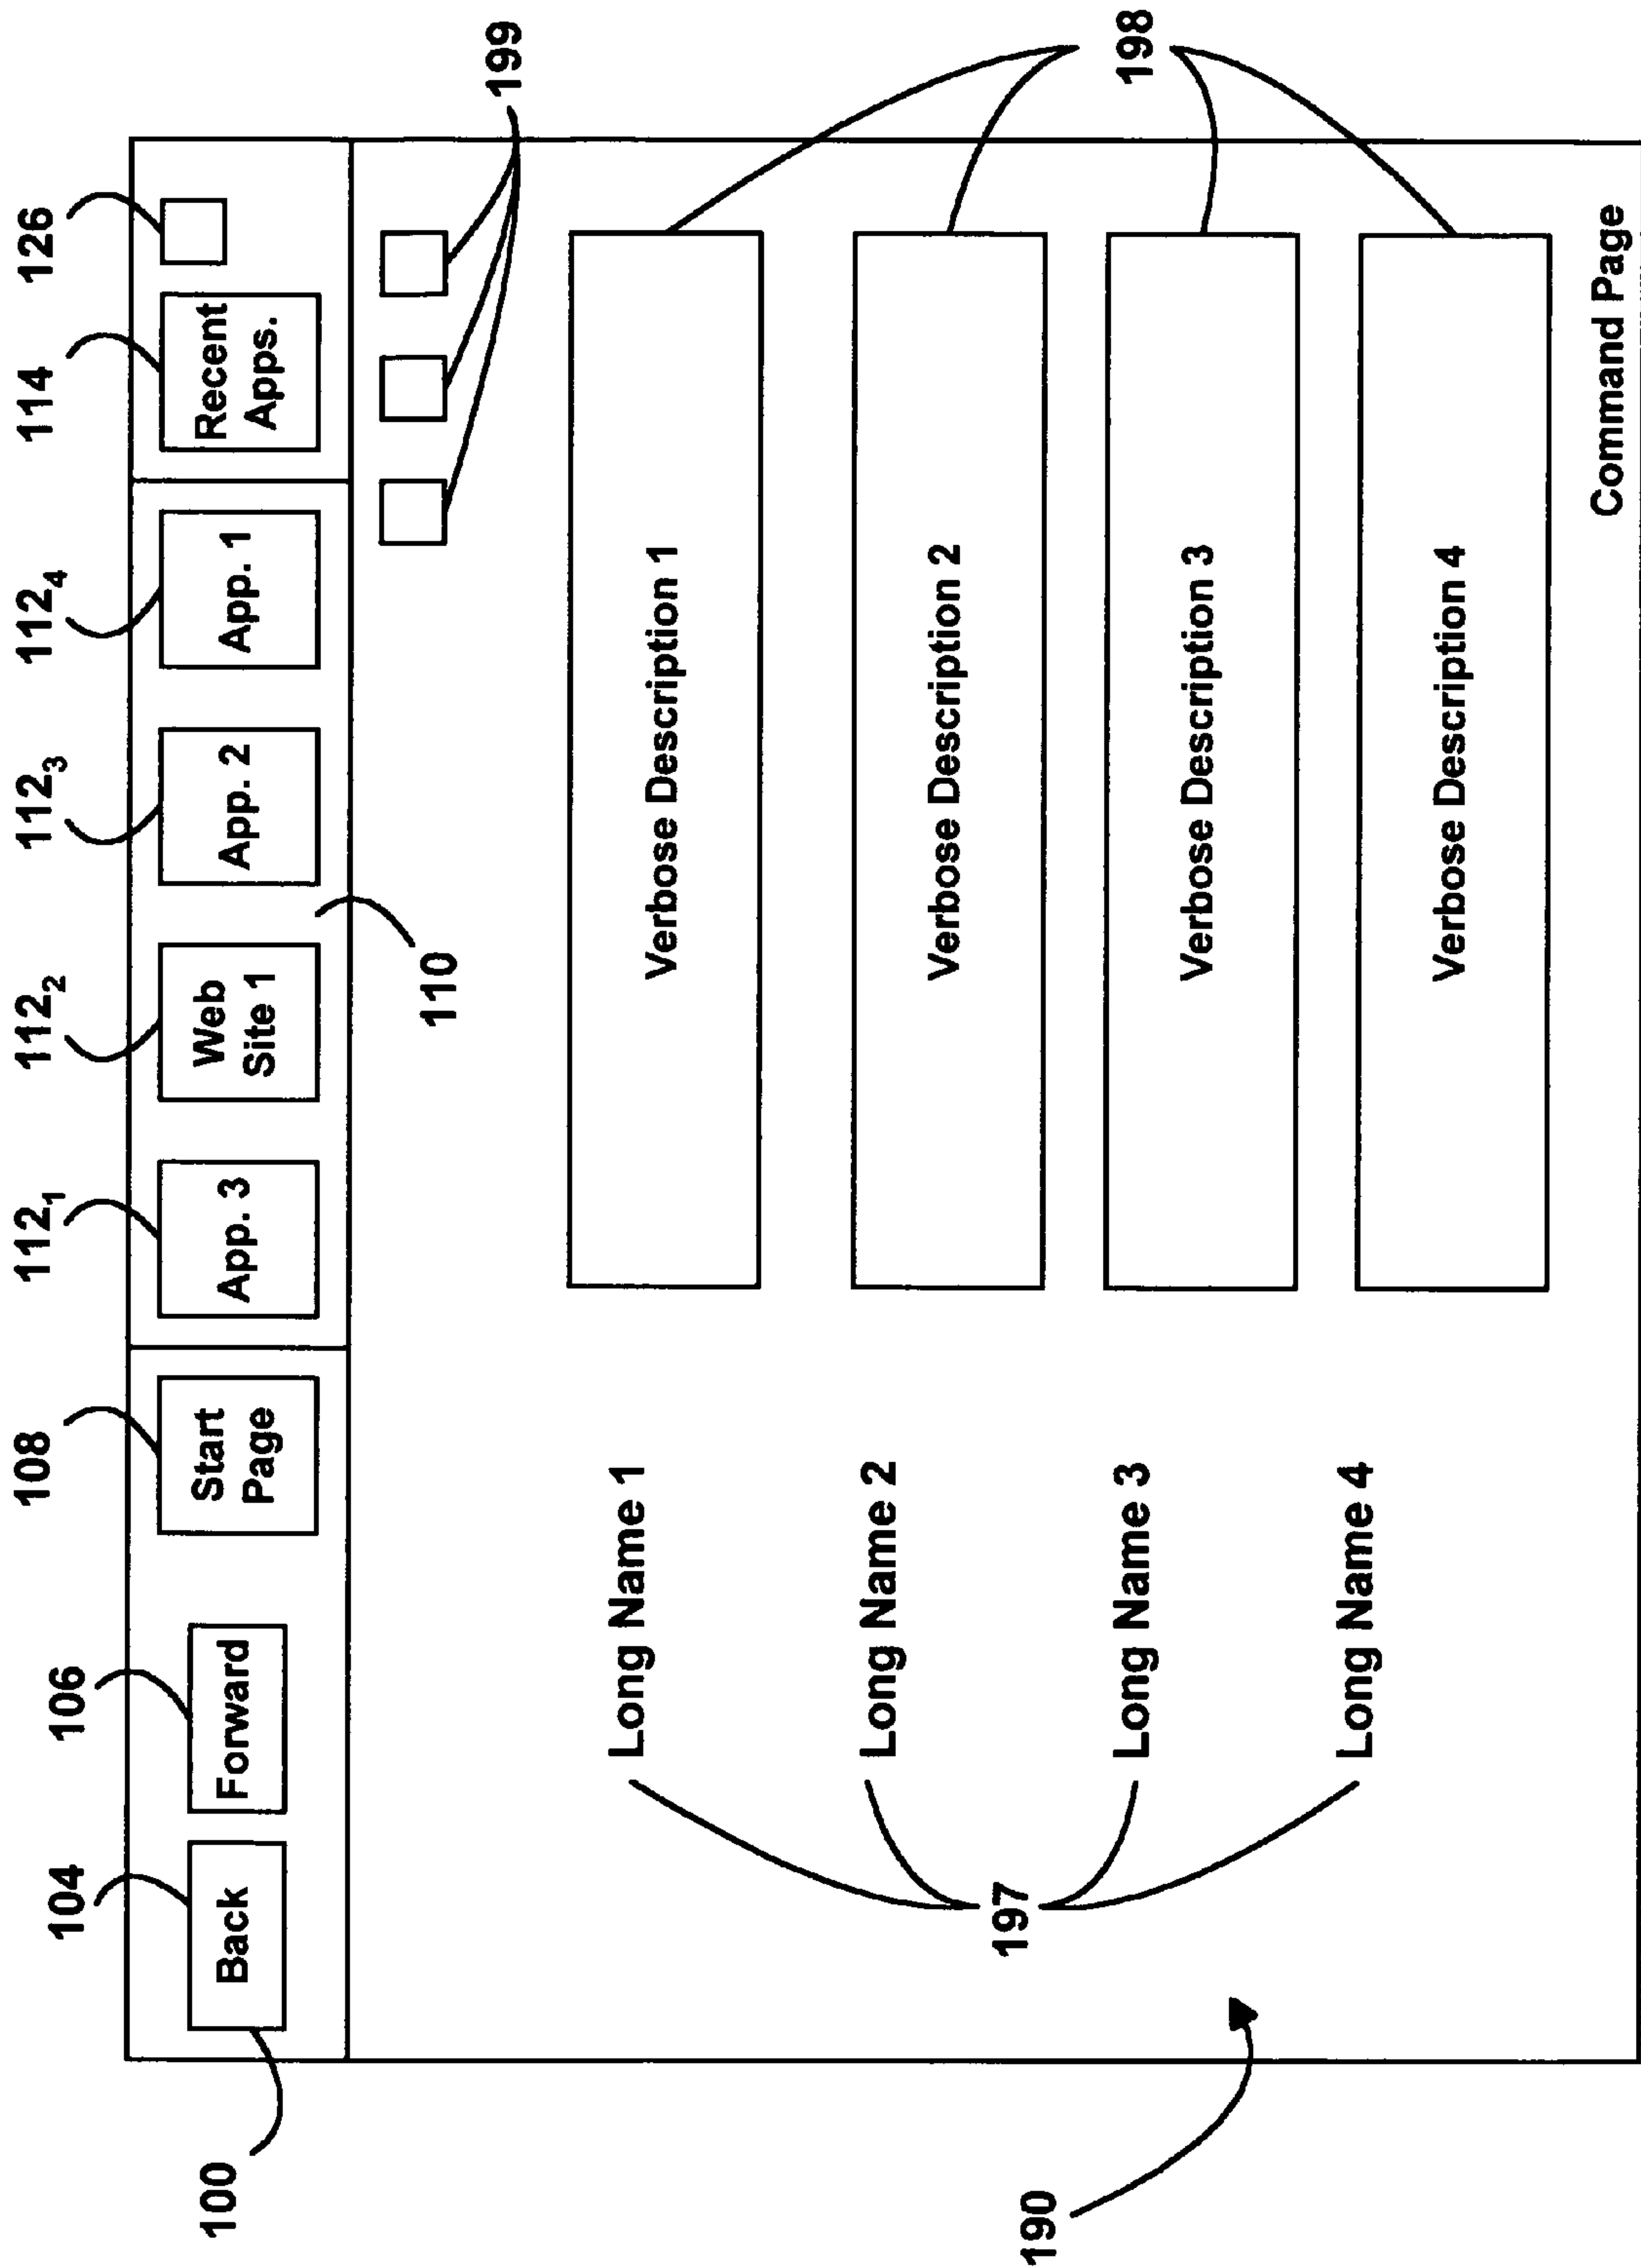 104
106
108
112₁
112₂
112₃
112₄
114
126
100
Back
Forward
Start
Page
App. 3
Web
Site 1
App. 2
App. 1
Recent
Apps.
110
199
Long Name 1
Verbose Description 1
Long Name 2
Verbose Description 2
Long Name 3
Verbose Description 3
Long Name 4
Verbose Description 4
197
198
190
Command Page